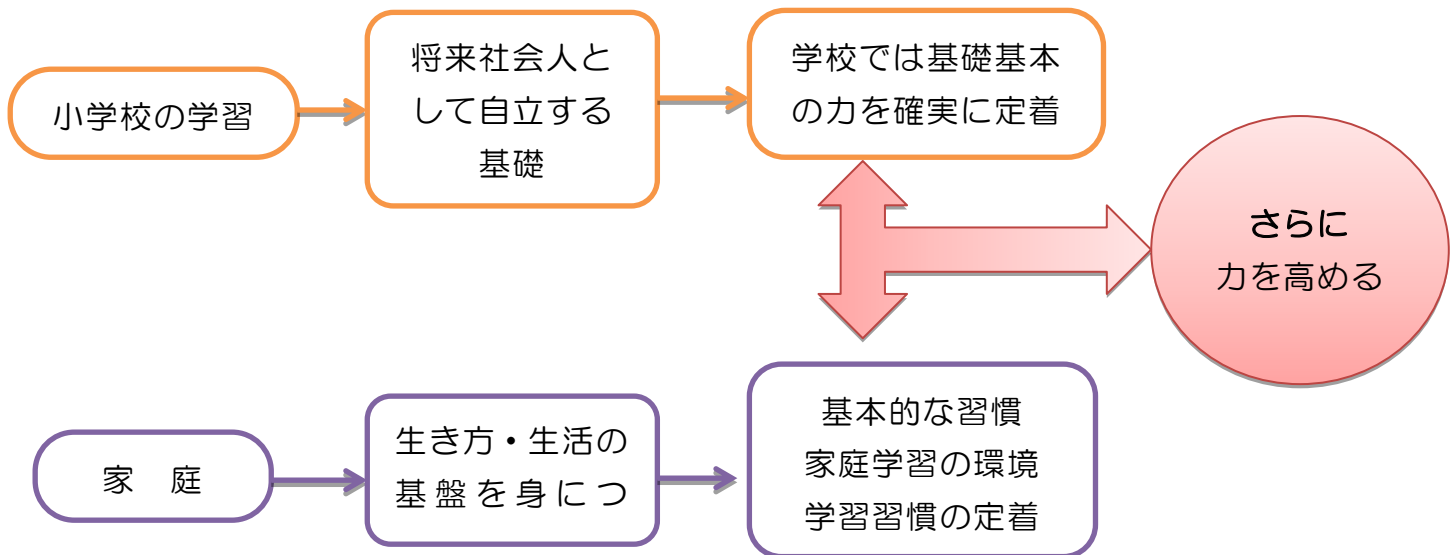 小学校の学習
将来社会人と
して自立する
基礎
学校では基礎基本
の力を確実に定着
さらに
力を高める
家　庭
生き方・生活の
基盤を身につ
基本的な習慣
家庭学習の環境
学習習慣の定着